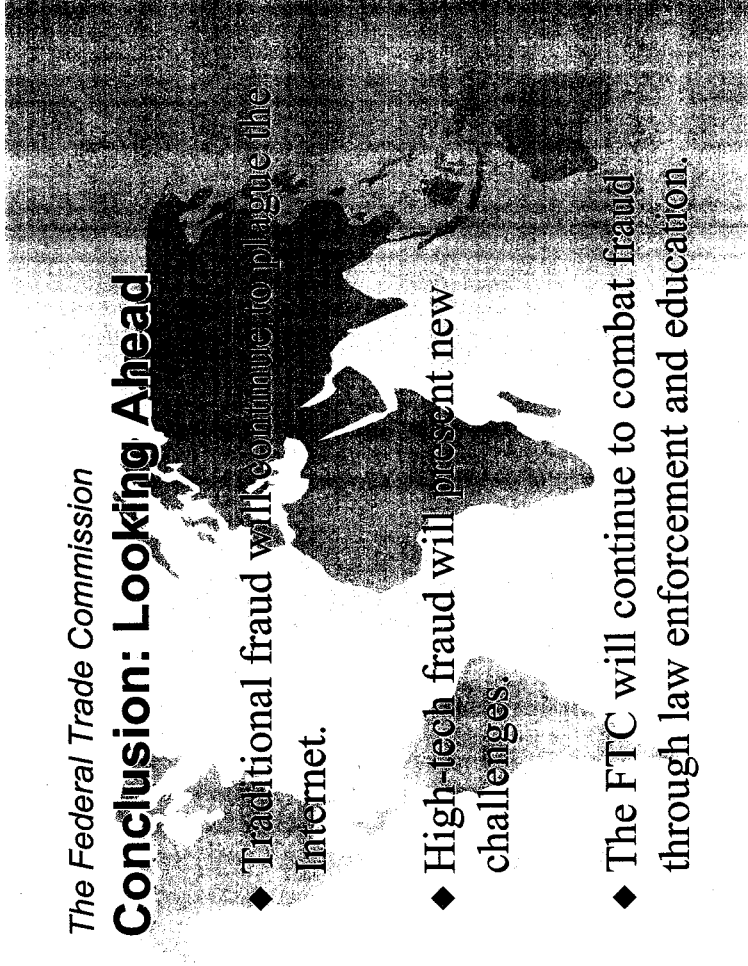 The Federal Trade Commission
Conclusion: Looking Ahead
◆ Traditional fraud will continue to plague the
Internet.
◆ High-tech fraud will present new
challenges.
◆ The FTC will continue to combat fraud
through law enforcement and education.